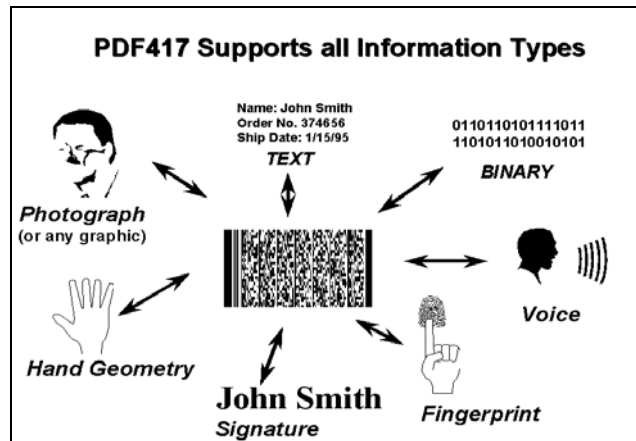 PDF417 Supports all Information Types
Name: John Smith
Order No. 374656
Ship Date: 1/15/95
TEXT
0110110101111011
1101011010010101
BINARY
Photograph
(or any graphic)
Voice
Hand Geometry
John Smith
Signature
Fingerprint